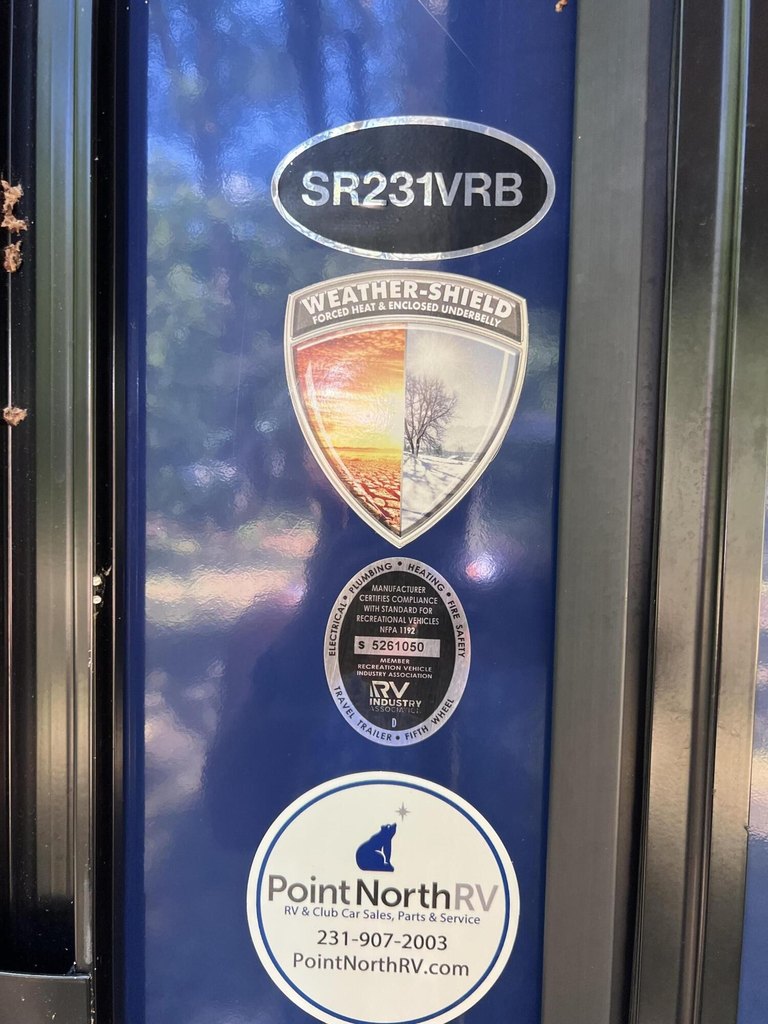 SR231VRB
WEATHER-SHIELD
FORCED HEAT & ENCLOSED UNDERBELLY
ELECTRICAL • PLUMBING • HEATING • FIRE SAFETY
MANUFACTURER
CERTIFIES COMPLIANCE
WITH STANDARD FOR
RECREATIONAL VEHICLES
NFPA 1192
S 5261050
MEMBER
RECREATION VEHICLE
INDUSTRY ASSOCIATION
RV
INDUSTRY
ASSOCIATION
D
TRAVEL TRAILER • FIFTH WHEEL
PointNorthRV
RV & Club Car Sales, Parts & Service
231-907-2003
PointNorthRV.com